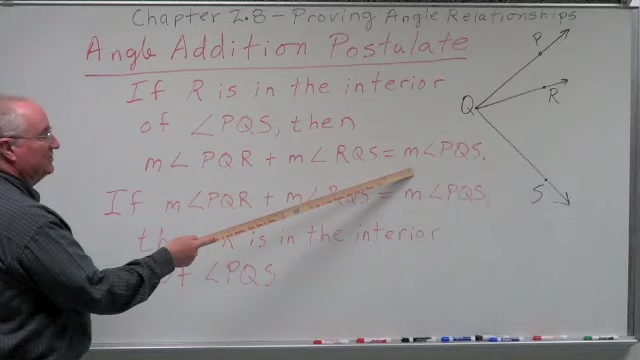 Chapter 2.8 - Proving Angle Relationships
Angle Addition Postulate
If R is in the interior
of ∠PQS, then
m∠PQR + m∠RQS = m∠PQS.
If m∠PQR + m∠RQS = m∠PQS
R is in the interior
of ∠PQS
P
R
Q
S